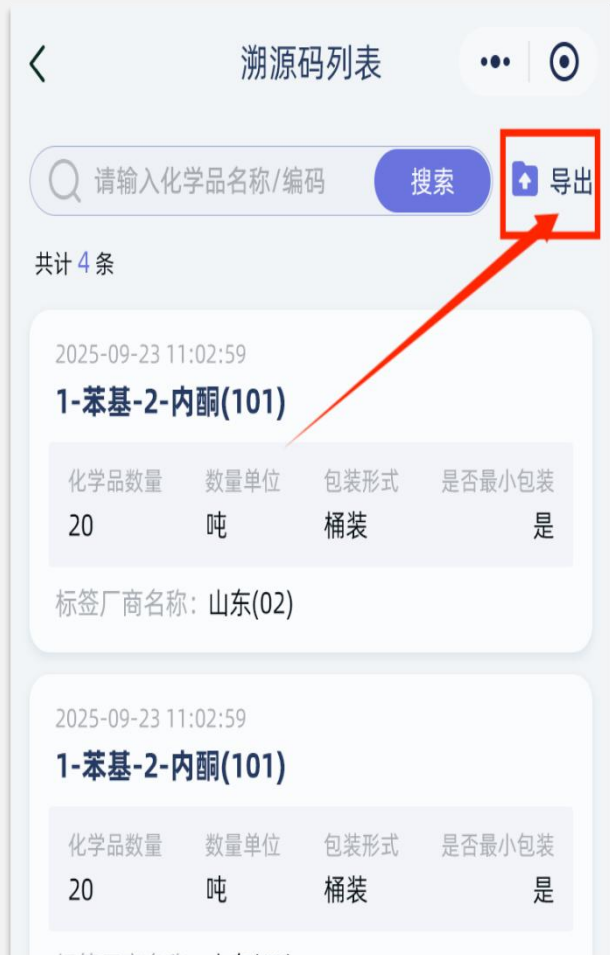 溯源码列表
请输入化学品名称/编码 搜索 导出
共计 4 条
2025-09-23 11:02:59
1-苯基-2-内酮(101)
化学品数量 数量单位 包装形式 是否最小包装
20 吨 桶装 是
标签厂商名称: 山东(02)
2025-09-23 11:02:59
1-苯基-2-内酮(101)
化学品数量 数量单位 包装形式 是否最小包装
20 吨 桶装 是